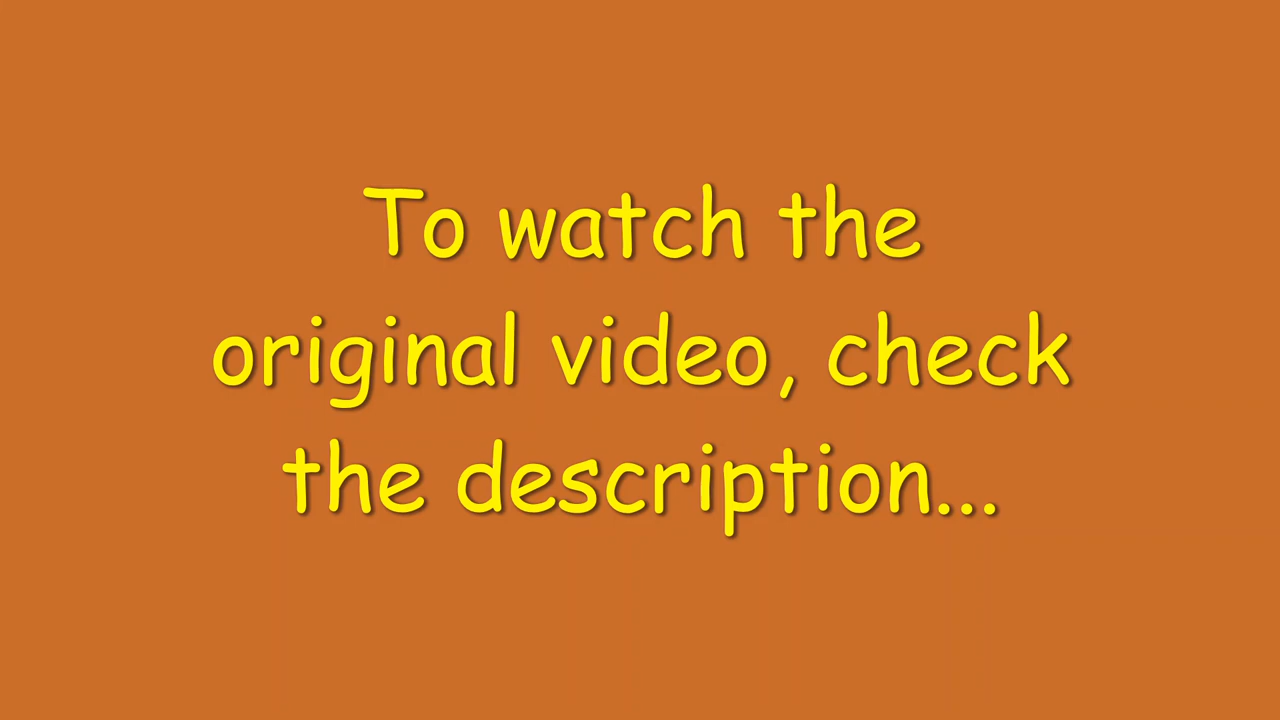 To watch the
original video, check
the description...